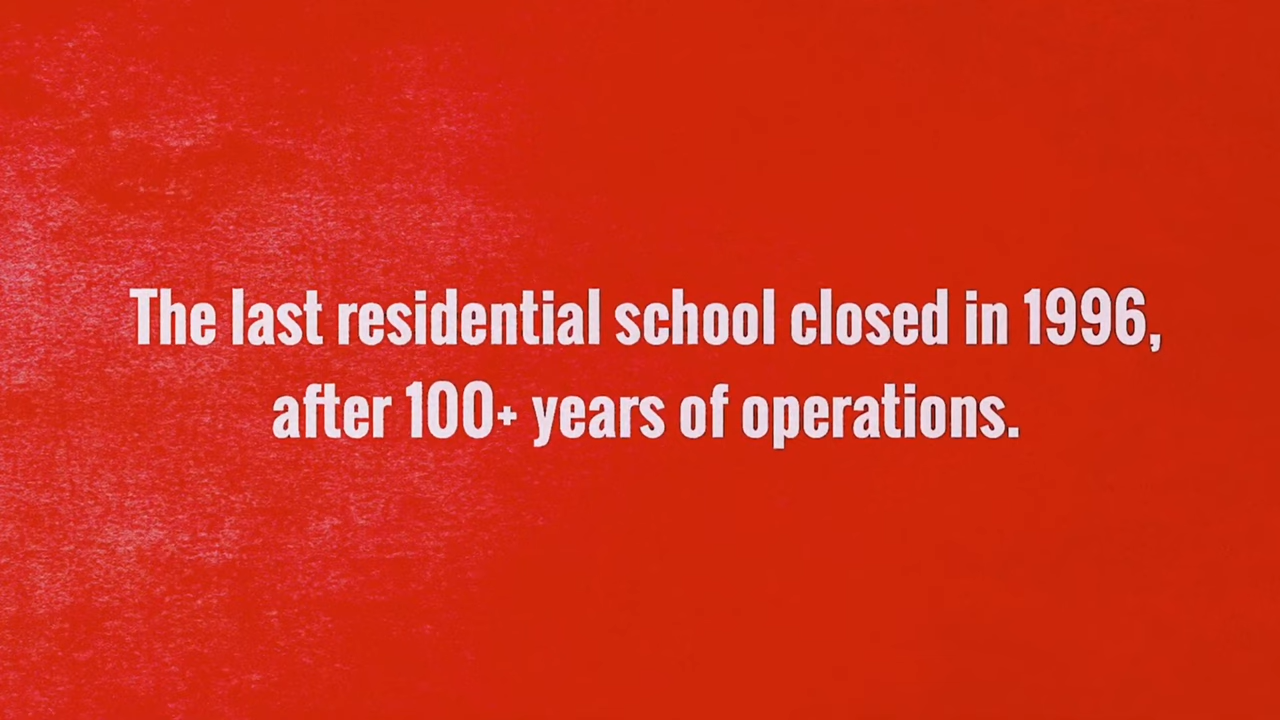 The last residential school closed in 1996,
after 100+ years of operations.